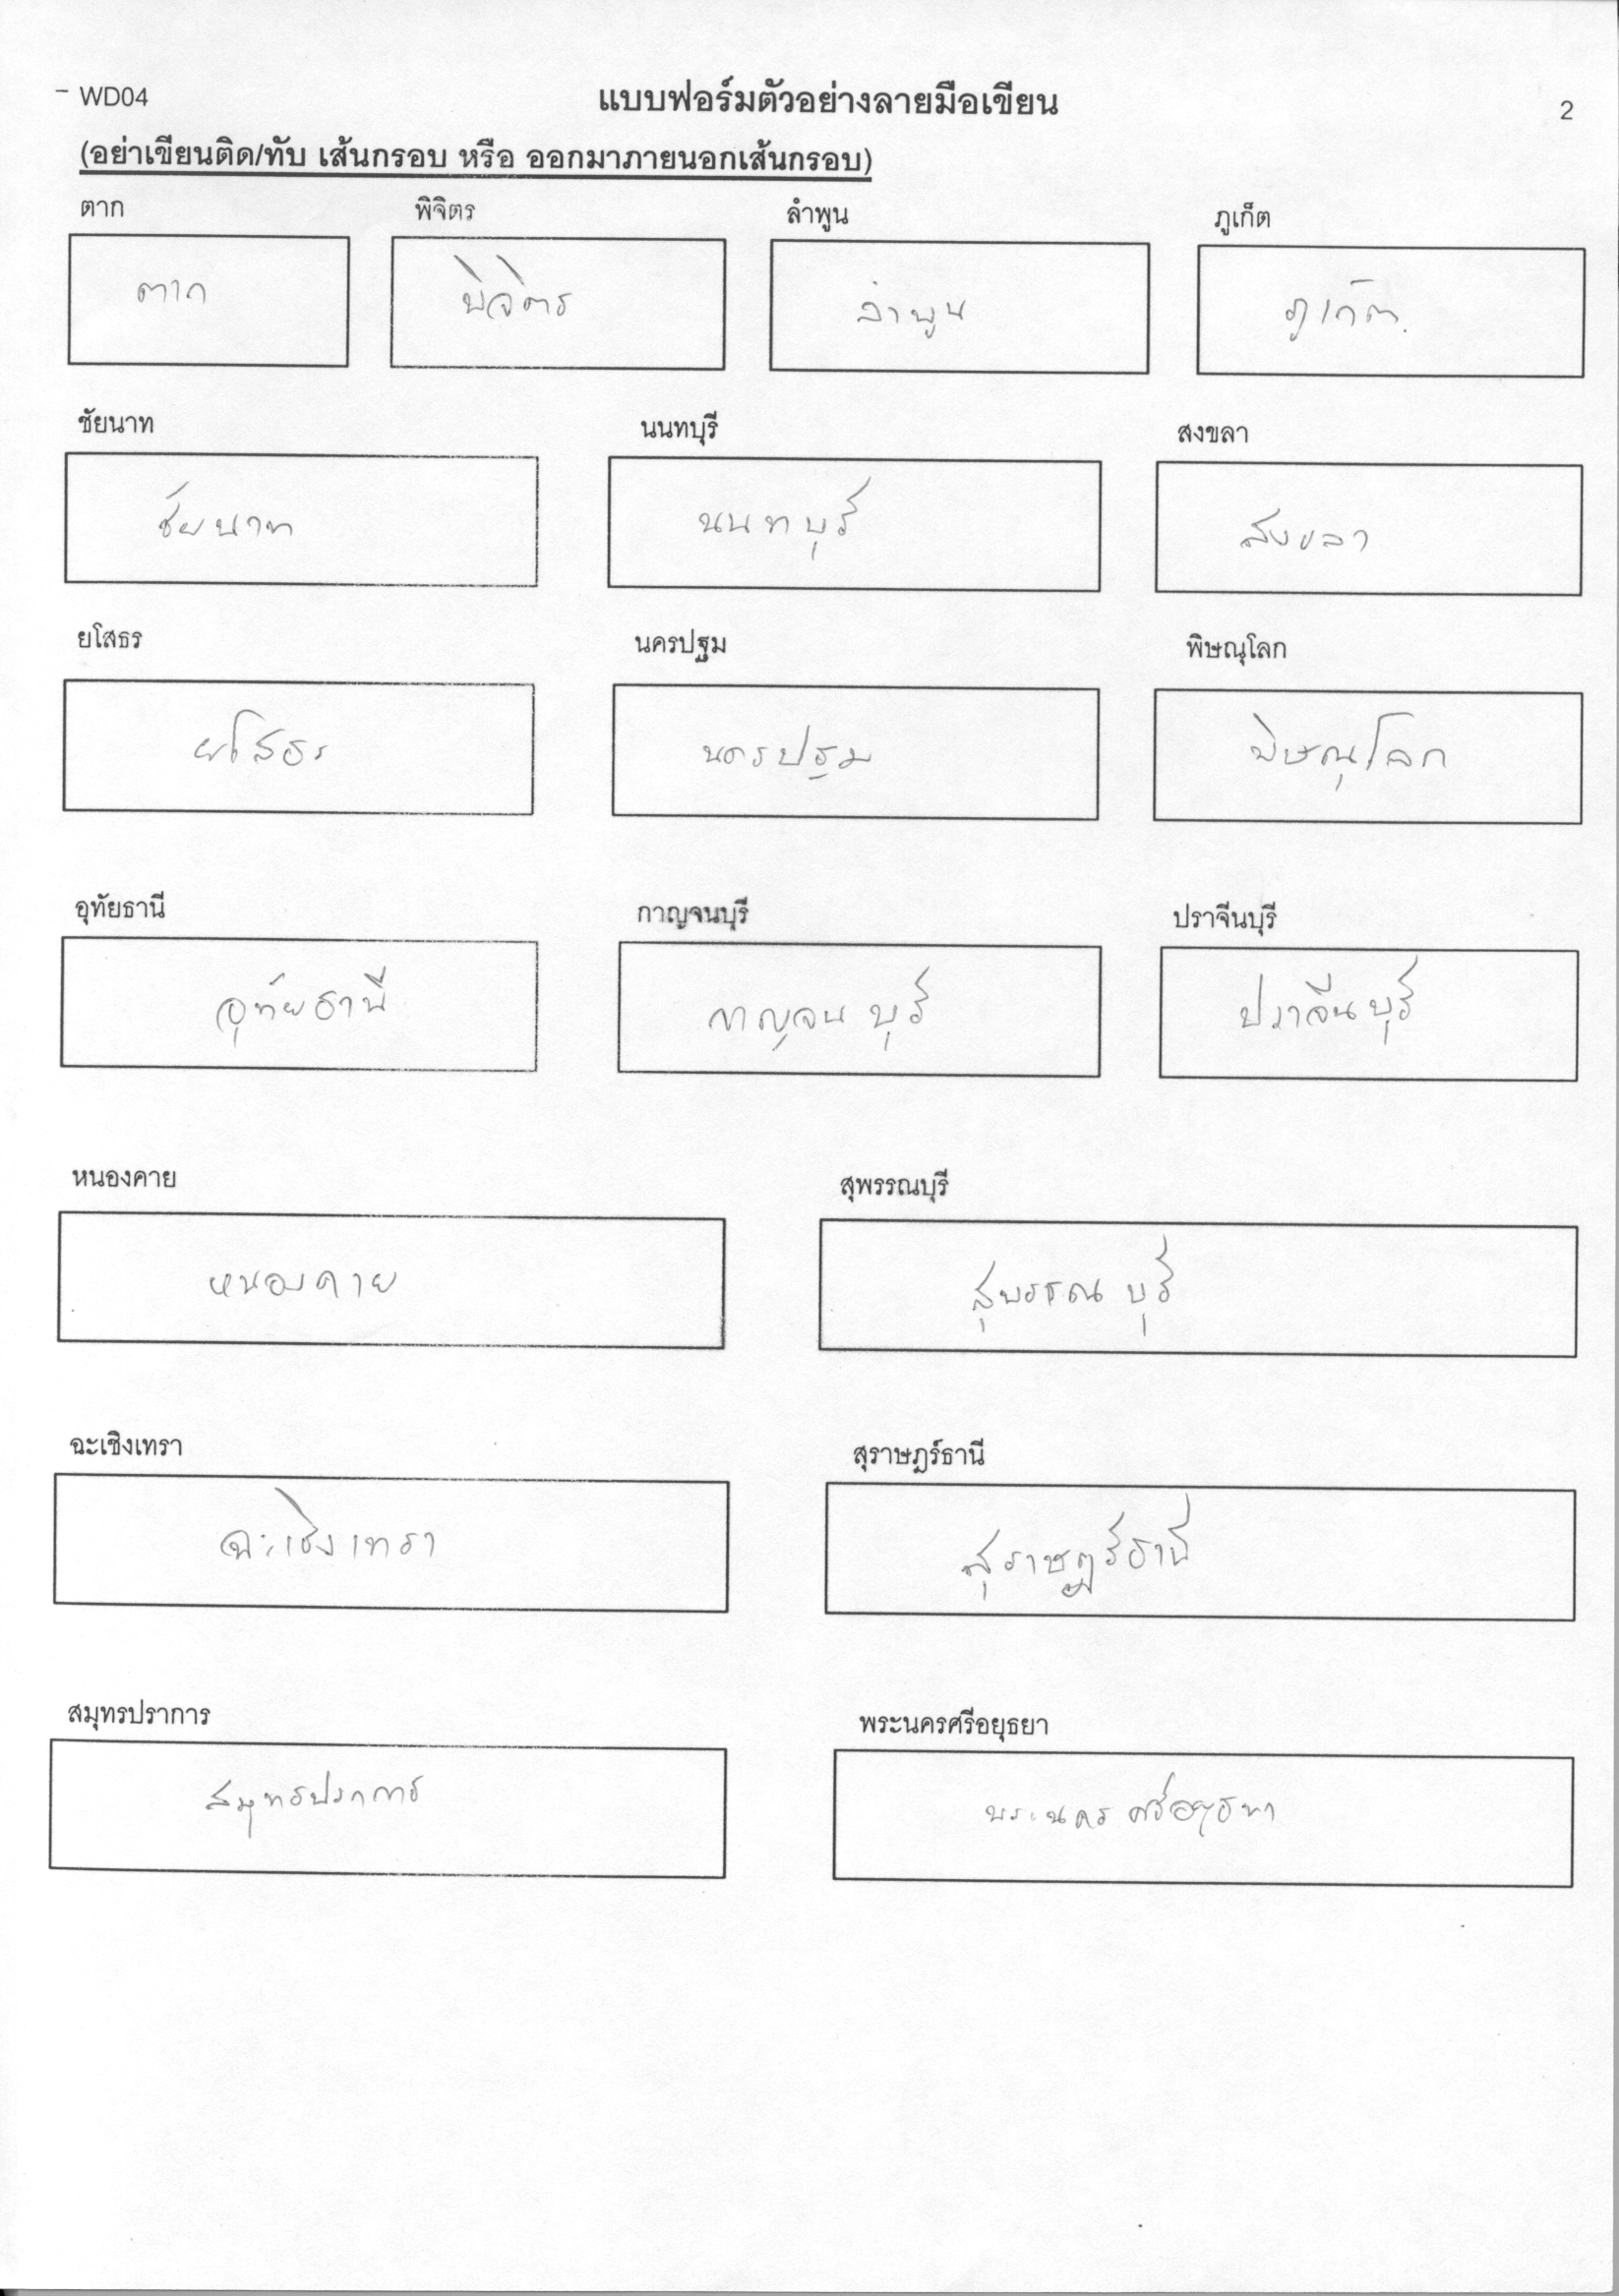 WD04 แบบฟอร์มตัวอย่างลายมือเขียน 2
(อย่าเขียนติด/ทับ เส้นกรอบ หรือ ออกมาภายนอกเส้นกรอบ)
ตาก พิจิตร ลำพูน ภูเก็ต
ตาก พิจิตร ลำพูน ภูเก็ต
ชัยนาท นนทบุรี สงขลา
ชัยนาท นนทบุรี สงขลา
ยโสธร นครปฐม พิษณุโลก
ยโสธร นครปฐม พิษณุโลก
อุทัยธานี กาญจนบุรี ปราจีนบุรี
อุทัยธานี กาญจนบุรี ปราจีนบุรี
หนองคาย สุพรรณบุรี
หนองคาย สุพรรณบุรี
ฉะเชิงเทรา สุราษฎร์ธานี
ฉะเชิงเทรา สุราษฎร์ธานี
สมุทรปราการ พระนครศรีอยุธยา
สมุทรปราการ พระนครศรีอยุธยา